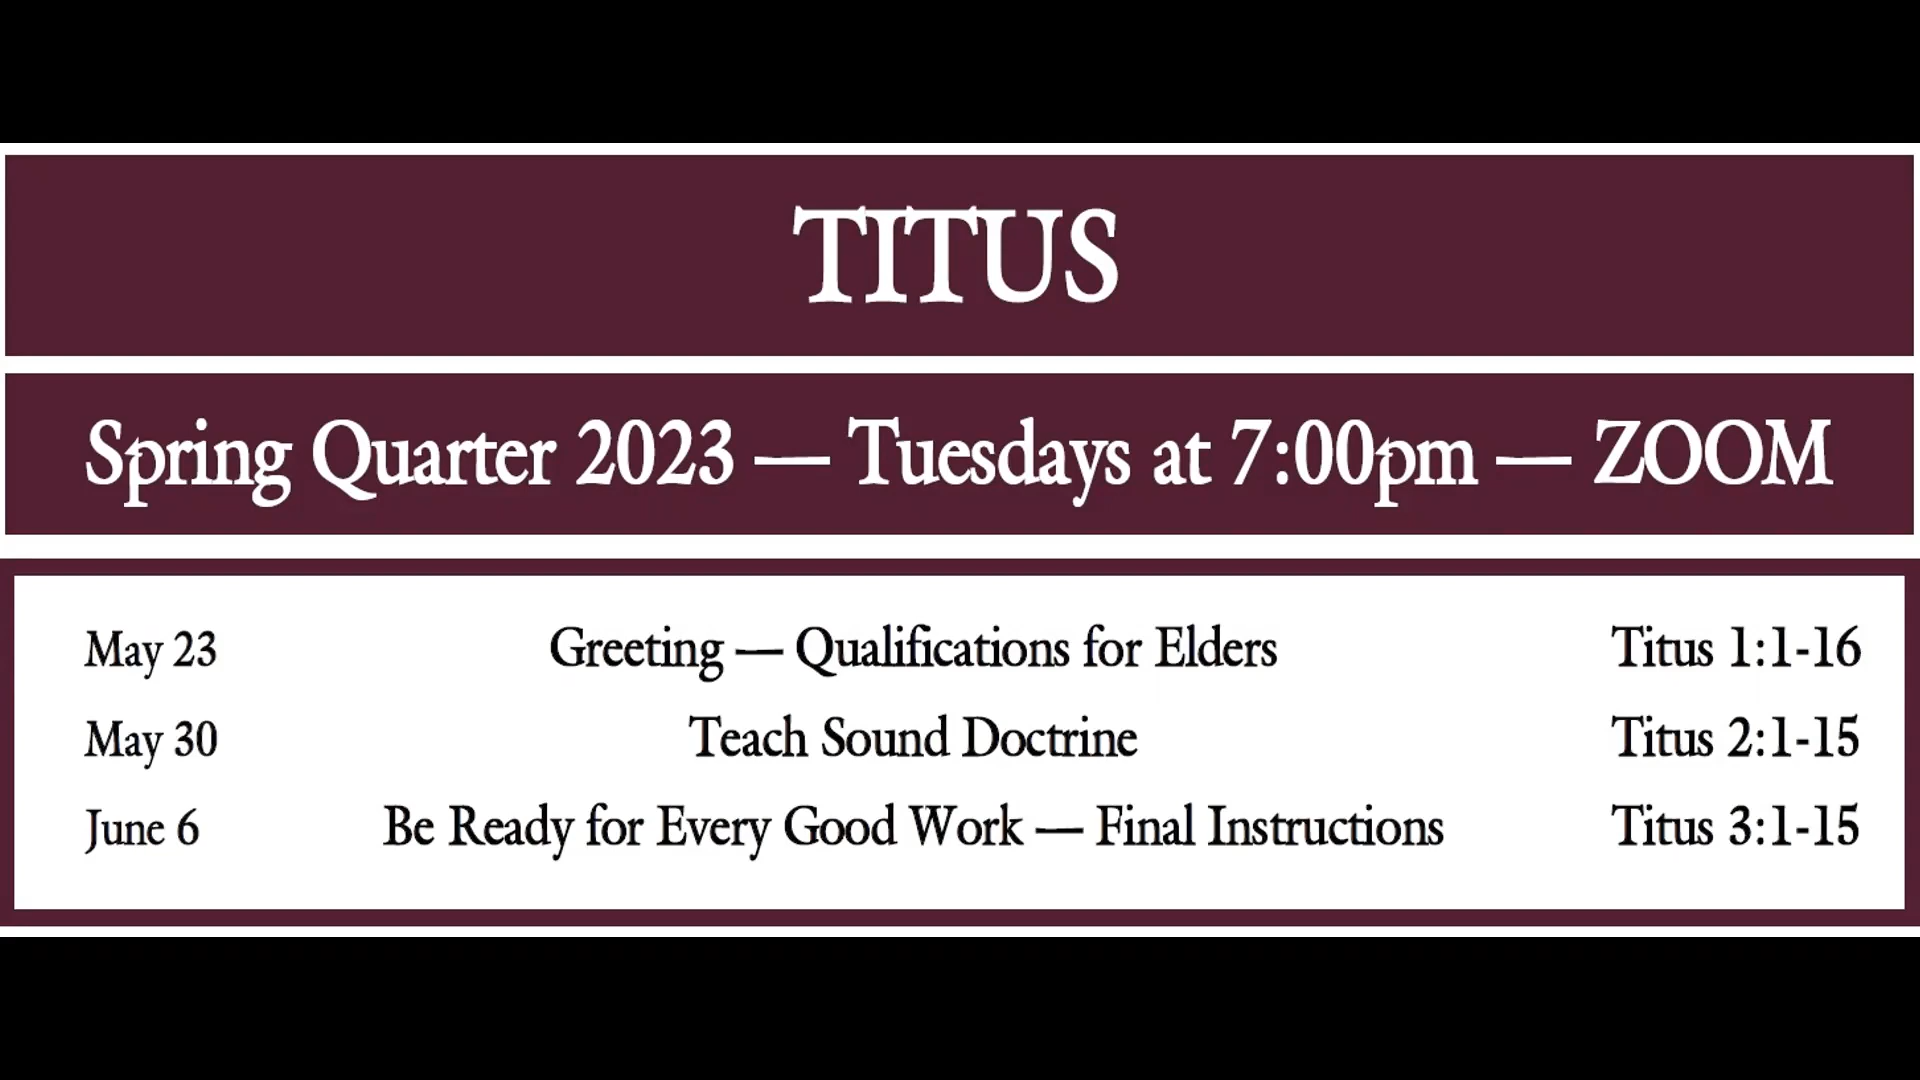 TITUS
Spring Quarter 2023 — Tuesdays at 7:00pm — ZOOM
May 23 Greeting — Qualifications for Elders Titus 1:1-16
May 30 Teach Sound Doctrine Titus 2:1-15
June 6 Be Ready for Every Good Work — Final Instructions Titus 3:1-15